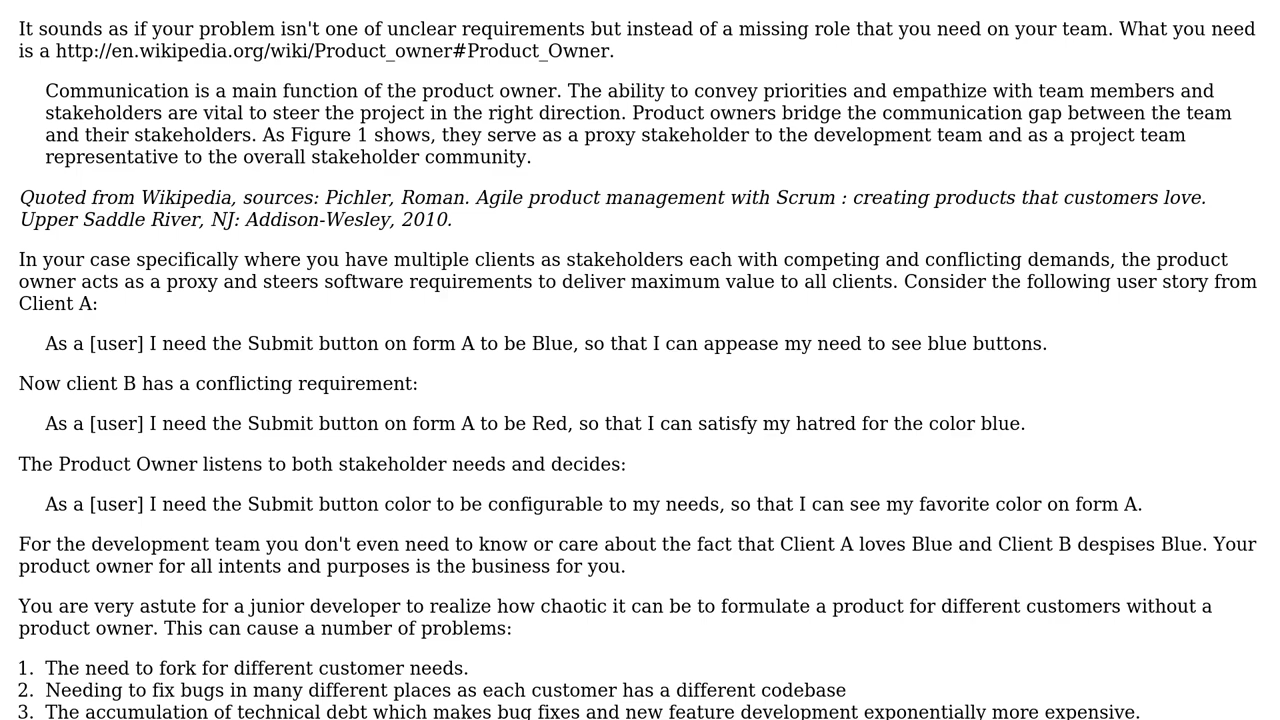 It sounds as if your problem isn't one of unclear requirements but instead of a missing role that you need on your team. What you need
is a http://en.wikipedia.org/wiki/Product_owner#Product_Owner.
Communication is a main function of the product owner. The ability to convey priorities and empathize with team members and
stakeholders are vital to steer the project in the right direction. Product owners bridge the communication gap between the team
and their stakeholders. As Figure 1 shows, they serve as a proxy stakeholder to the development team and as a project team
representative to the overall stakeholder community.
Quoted from Wikipedia, sources: Pichler, Roman. Agile product management with Scrum : creating products that customers love.
Upper Saddle River, NJ: Addison-Wesley, 2010.
In your case specifically where you have multiple clients as stakeholders each with competing and conflicting demands, the product
owner acts as a proxy and steers software requirements to deliver maximum value to all clients. Consider the following user story from
Client A:
As a [user] I need the Submit button on form A to be Blue, so that I can appease my need to see blue buttons.
Now client B has a conflicting requirement:
As a [user] I need the Submit button on form A to be Red, so that I can satisfy my hatred for the color blue.
The Product Owner listens to both stakeholder needs and decides:
As a [user] I need the Submit button color to be configurable to my needs, so that I can see my favorite color on form A.
For the development team you don't even need to know or care about the fact that Client A loves Blue and Client B despises Blue. Your
product owner for all intents and purposes is the business for you.
You are very astute for a junior developer to realize how chaotic it can be to formulate a product for different customers without a
product owner. This can cause a number of problems:
1. The need to fork for different customer needs.
2. Needing to fix bugs in many different places as each customer has a different codebase
3. The accumulation of technical debt which makes bug fixes and new feature development exponentially more expensive.